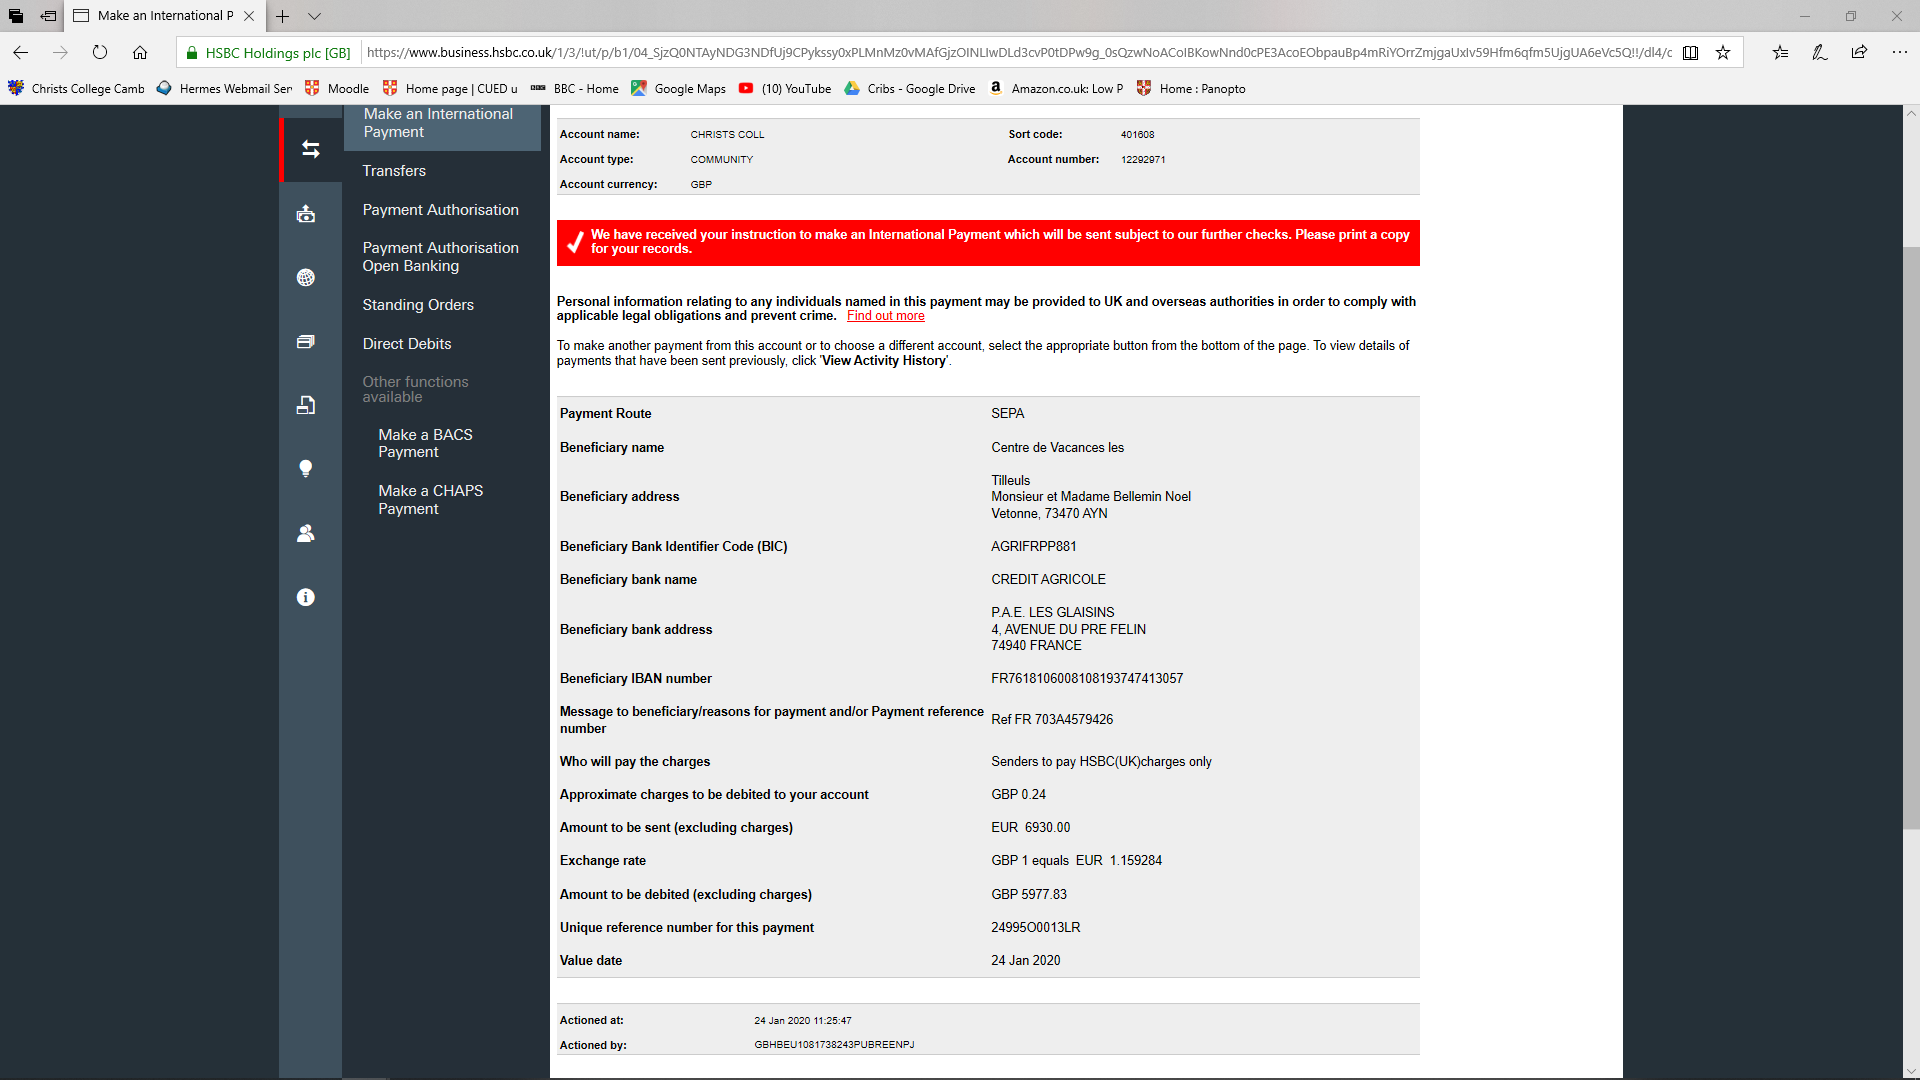 Make an International P
HSBC Holdings plc [GB]
Christs College Camb
Hermes Webmail Ser
Moodle
Home page | CUED u
BBC
BBC - Home
Google Maps
(10) YouTube
Cribs - Google Drive
a
Amazon.co.uk: Low P
Home : Panopto
Make an International
Payment
Transfers
Payment Authorisation
Payment Authorisation
Open Banking
Standing Orders
Direct Debits
Other functions
available
Make a BACS
Payment
Make a CHAPS
Payment
Account name: CHRISTS COLL Sort code: 401608
Account type: COMMUNITY Account number: 12292971
Account currency: GBP
We have received your instruction to make an International Payment which will be sent subject to our further checks. Please print a copy
for your records.
Personal information relating to any individuals named in this payment may be provided to UK and overseas authorities in order to comply with
applicable legal obligations and prevent crime. Find out more
To make another payment from this account or to choose a different account, select the appropriate button from the bottom of the page. To view details of
payments that have been sent previously, click 'View Activity History'.
Payment Route SEPA
Beneficiary name Centre de Vacances les
Beneficiary address Tilleuls
Monsieur et Madame Bellemin Noel
Vetonne, 73470 AYN
Beneficiary Bank Identifier Code (BIC) AGRIFRPP881
Beneficiary bank name CREDIT AGRICOLE
Beneficiary bank address P.A.E. LES GLAISINS
4, AVENUE DU PRE FELIN
74940 FRANCE
Beneficiary IBAN number FR7618106008108193747413057
Message to beneficiary/reasons for payment and/or Payment reference
number Ref FR 703A4579426
Who will pay the charges Senders to pay HSBC(UK)charges only
Approximate charges to be debited to your account GBP 0.24
Amount to be sent (excluding charges) EUR 6930.00
Exchange rate GBP 1 equals EUR 1.159284
Amount to be debited (excluding charges) GBP 5977.83
Unique reference number for this payment 24995O0013LR
Value date 24 Jan 2020
Actioned at: 24 Jan 2020 11:25:47
Actioned by: GBHBEU1081738243PUBREENPJ